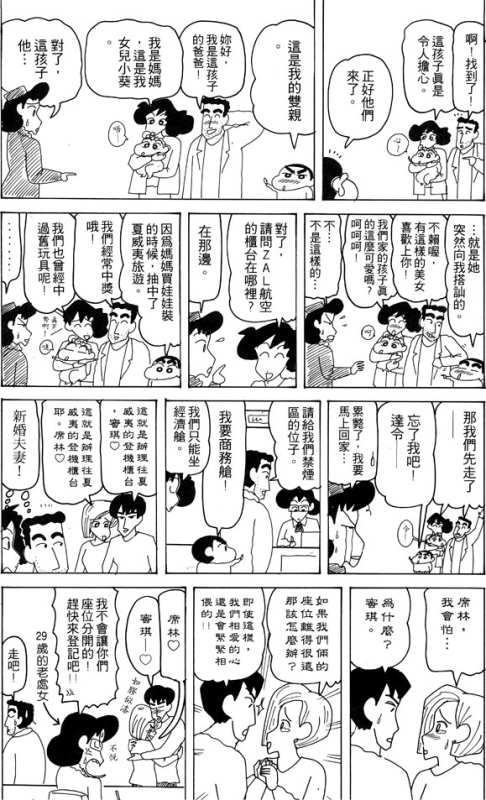 啊！找到了！
這孩子真是
令人擔心。
正好他們
來了。
這是我的雙親
。
妳好，
我是這孩子
的爸爸！
我是媽媽
，這是我
女兒小葵
。
對了，
這孩子
他…
…就是她
突然向我搭訕的。
不賴喔，
有這樣的美女
喜歡上你！
我們家的孩子真
的這麼可愛嗎？
呵呵呵
不…
不是這樣的…
對了，
請問ZAL航空
的櫃台在哪裡？
在那邊。
因為媽媽買娃娃裝
的時候，抽中了
夏威夷旅遊。
我們經常中獎
哦！
我們也曾經中
過舊玩具呢！
那我們先走了
忘了我吧！
達令
累斃了，我要
馬上回家…
請給我們禁煙
區的位子。
我要商務艙！
我們只能坐
經濟艙。
這就是辦理往夏
威夷的登機櫃台
，審琪♡
這就是辦理往夏
威夷的登機櫃台
耶。席林♡
新婚夫妻！
席林，
我會怕…
為什麼？
審琪。
如果我們倆的
座位離得很遠
那該怎麼辦？
即使這樣，
我們相愛的心
還是會緊緊相
偎的!!
席林♡
審琪♡
如膠似漆
我不會讓你們
座位分開的！
趕快來登記吧!!
29歲的老處女
不悅
走吧！